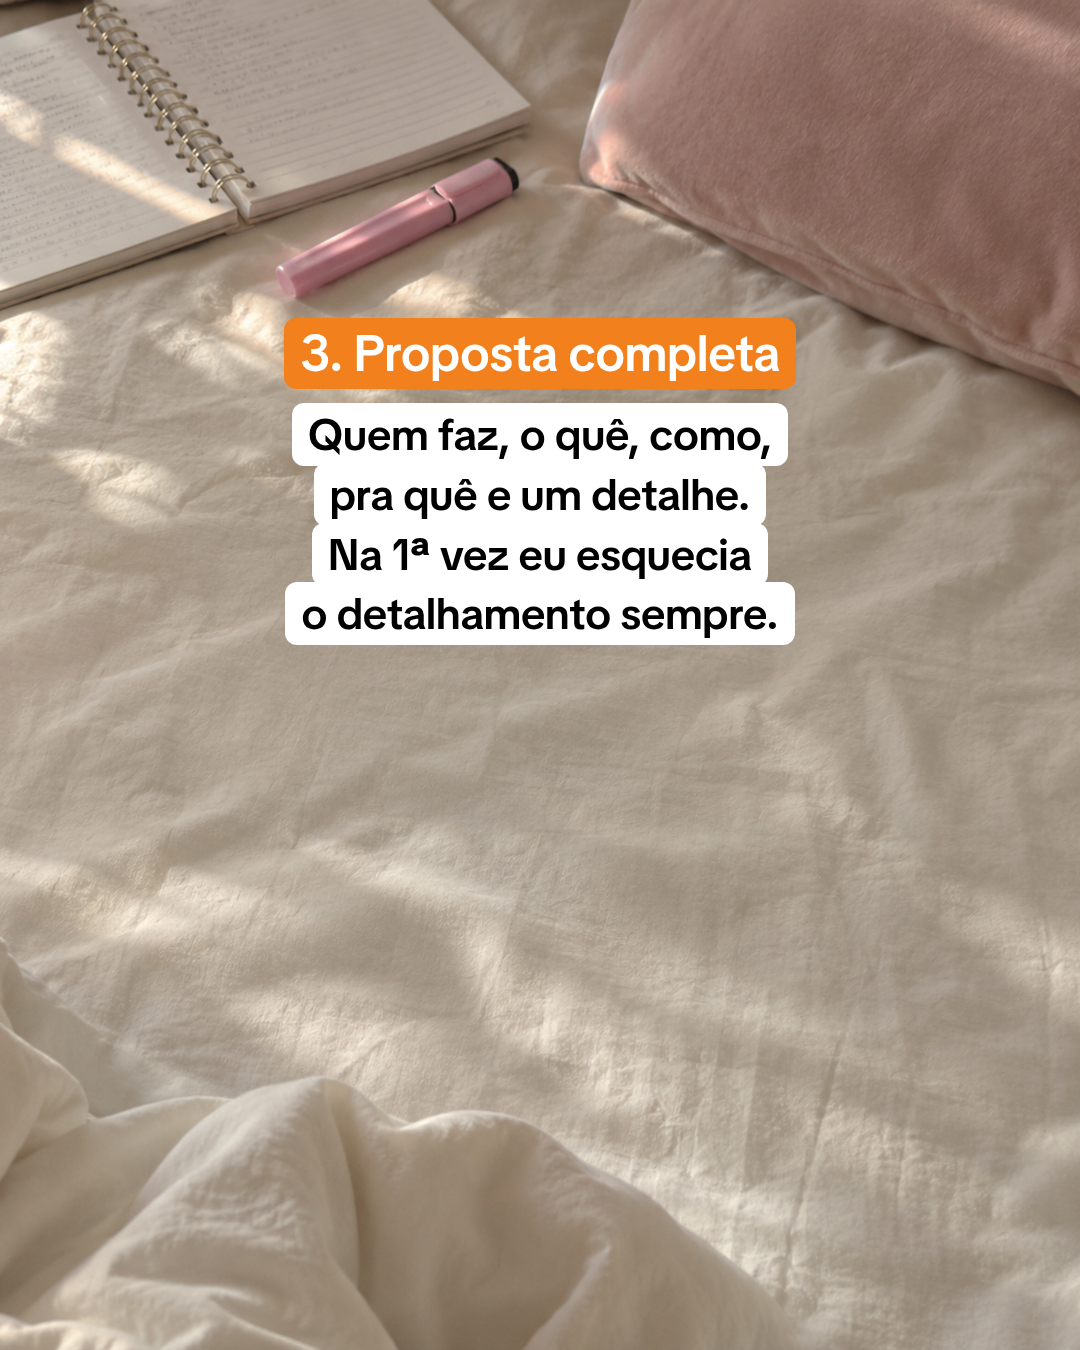 3. Proposta completa
Quem faz, o quê, como,
pra quê e um detalhe.
Na 1ª vez eu esquecia
o detalhamento sempre.